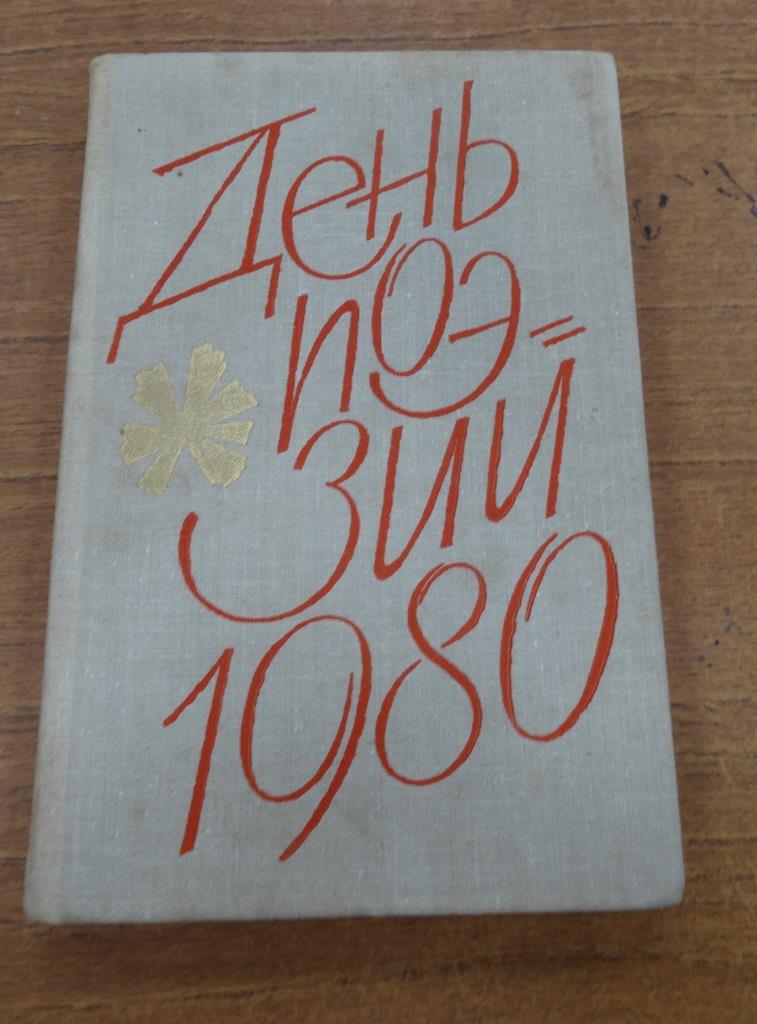 День
поэ=
зии
1980